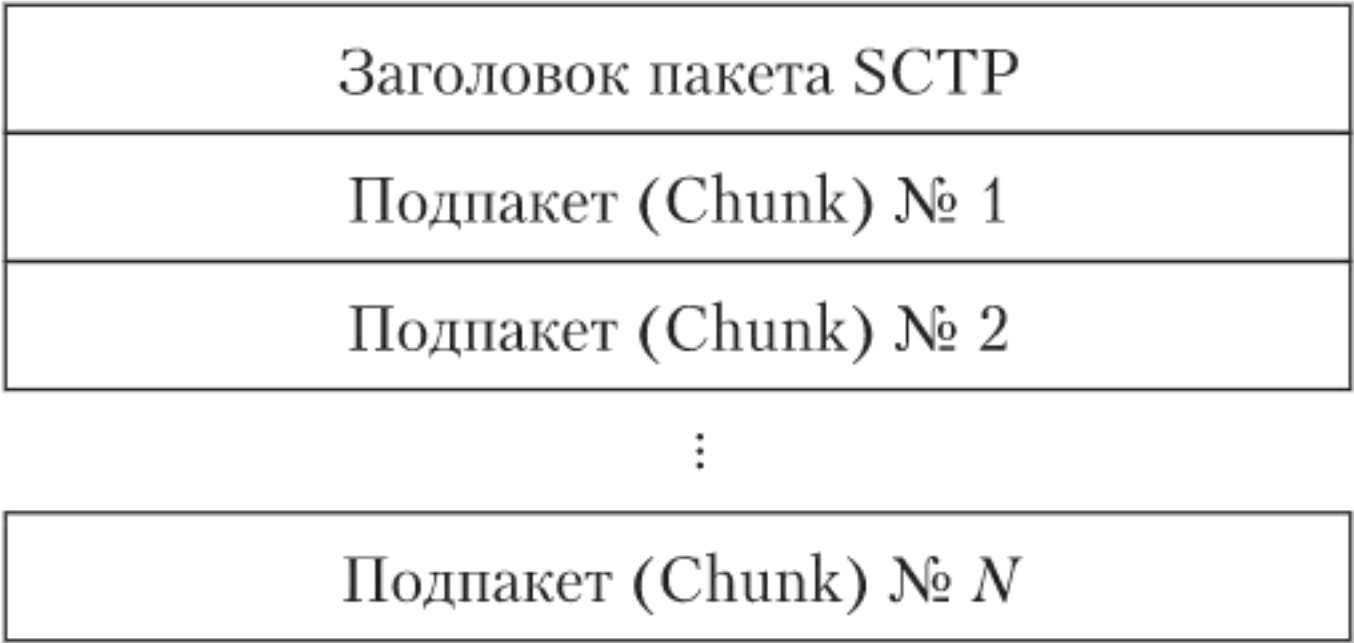 Заголовок пакета SCTP
Подпакет (Chunk) № 1
Подпакет (Chunk) № 2
⋮
Подпакет (Chunk) № N